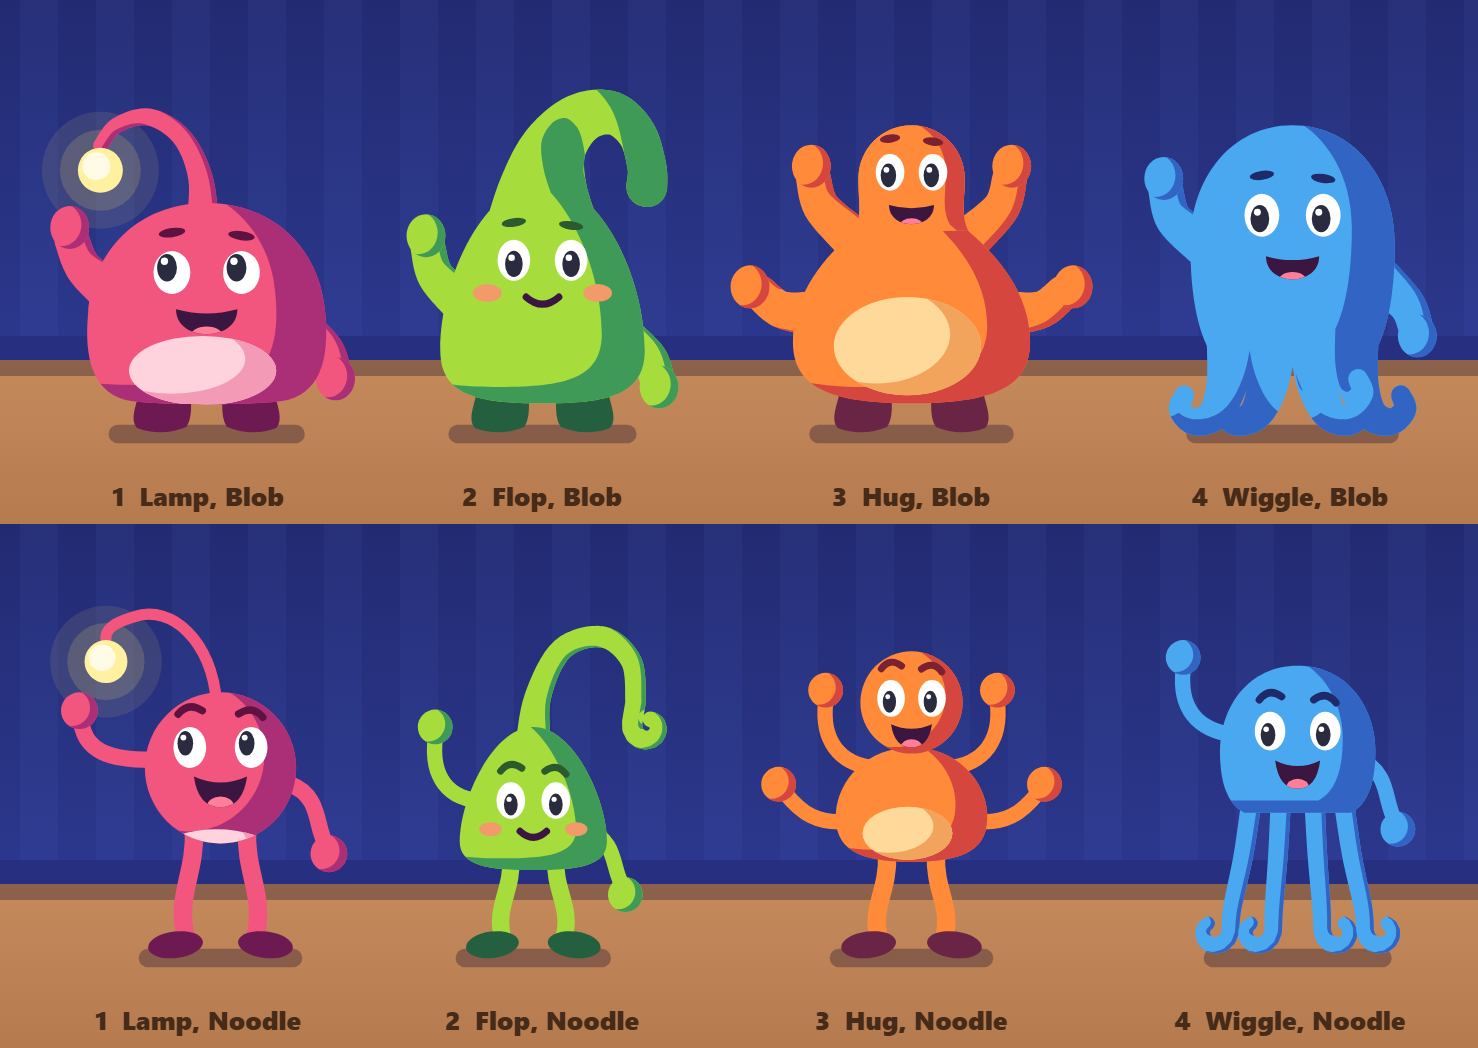 1 Lamp, Blob
2 Flop, Blob
3 Hug, Blob
4 Wiggle, Blob
1 Lamp, Noodle
2 Flop, Noodle
3 Hug, Noodle
4 Wiggle, Noodle